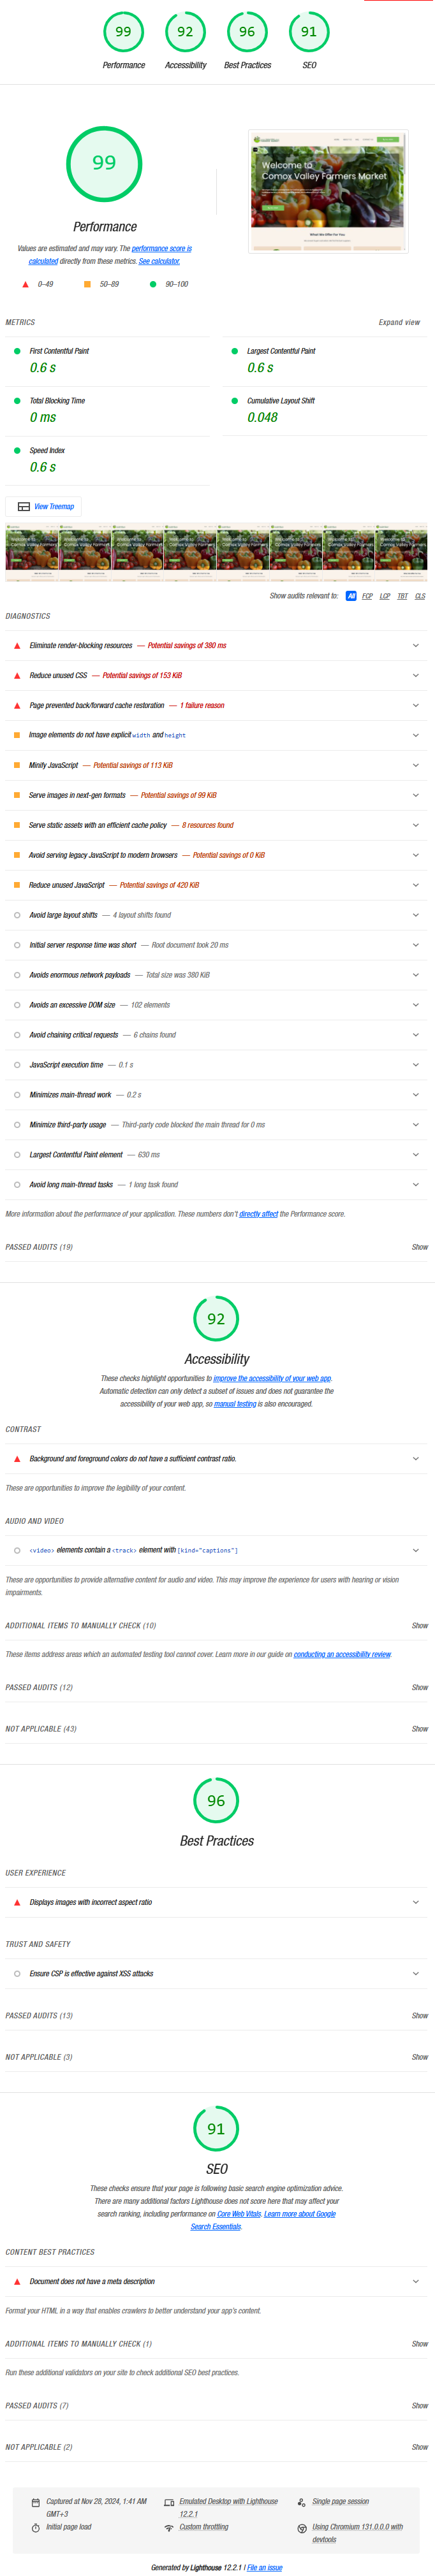 99
92
96
91
Performance
Accessibility
Best Practices
SEO
99
Performance
Values are estimated and may vary. The performance score is
calculated directly from these metrics. See calculator.
0–49
50–89
90–100
Welcome to
Comox Valley Farmers Market
What We Offer For You
METRICS
Expand view
First Contentful Paint
0.6 s
Largest Contentful Paint
0.6 s
Total Blocking Time
0 ms
Cumulative Layout Shift
0.048
Speed Index
0.6 s
View Treemap
Show audits relevant to: All FCP LCP TBT CLS
DIAGNOSTICS
Eliminate render-blocking resources — Potential savings of 380 ms
Reduce unused CSS — Potential savings of 153 KiB
Page prevented back/forward cache restoration — 1 failure reason
Image elements do not have explicit width and height
Minify JavaScript — Potential savings of 113 KiB
Serve images in next-gen formats — Potential savings of 99 KiB
Serve static assets with an efficient cache policy — 8 resources found
Avoid serving legacy JavaScript to modern browsers — Potential savings of 0 KiB
Reduce unused JavaScript — Potential savings of 420 KiB
Avoid large layout shifts — 4 layout shifts found
Initial server response time was short — Root document took 20 ms
Avoids enormous network payloads — Total size was 380 KiB
Avoids an excessive DOM size — 102 elements
Avoid chaining critical requests — 6 chains found
JavaScript execution time — 0.1 s
Minimizes main-thread work — 0.2 s
Minimize third-party usage — Third-party code blocked the main thread for 0 ms
Largest Contentful Paint element — 630 ms
Avoid long main-thread tasks — 1 long task found
More information about the performance of your application. These numbers don't directly affect the Performance score.
PASSED AUDITS (19)
Show
92
Accessibility
These checks highlight opportunities to improve the accessibility of your web app.
Automatic detection can only detect a subset of issues and does not guarantee the
accessibility of your web app, so manual testing is also encouraged.
CONTRAST
Background and foreground colors do not have a sufficient contrast ratio.
These are opportunities to improve the legibility of your content.
AUDIO AND VIDEO
<video> elements contain a <track> element with [kind="captions"]
These are opportunities to provide alternative content for audio and video. This may improve the experience for users with hearing or vision
impairments.
ADDITIONAL ITEMS TO MANUALLY CHECK (10)
Show
These items address areas which an automated testing tool cannot cover. Learn more in our guide on conducting an accessibility review.
PASSED AUDITS (12)
Show
NOT APPLICABLE (43)
Show
96
Best Practices
USER EXPERIENCE
Displays images with incorrect aspect ratio
TRUST AND SAFETY
Ensure CSP is effective against XSS attacks
PASSED AUDITS (13)
Show
NOT APPLICABLE (3)
Show
91
SEO
These checks ensure that your page is following basic search engine optimization advice.
There are many additional factors Lighthouse does not score here that may affect your
search ranking, including performance on Core Web Vitals. Learn more about Google
Search Essentials.
CONTENT BEST PRACTICES
Document does not have a meta description
Format your HTML in a way that enables crawlers to better understand your app's content.
ADDITIONAL ITEMS TO MANUALLY CHECK (1)
Show
Run these additional validators on your site to check additional SEO best practices.
PASSED AUDITS (7)
Show
NOT APPLICABLE (2)
Show
Captured at Nov 28, 2024, 1:41 AM
GMT+3
Emulated Desktop with Lighthouse
12.2.1
Single page session
Initial page load
Custom throttling
Using Chromium 131.0.0.0 with
devtools
Generated by Lighthouse 12.2.1 | File an issue